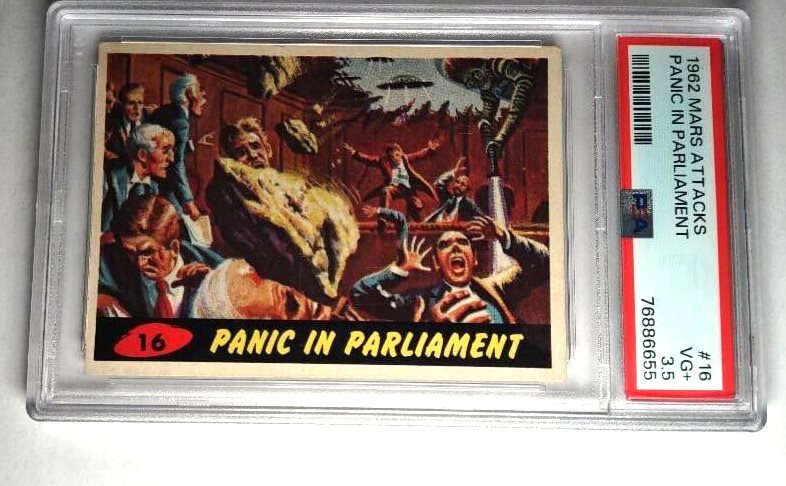 16 PANIC IN PARLIAMENT
1962 MARS ATTACKS #16
PANIC IN PARLIAMENT VG+
3.5
76886655